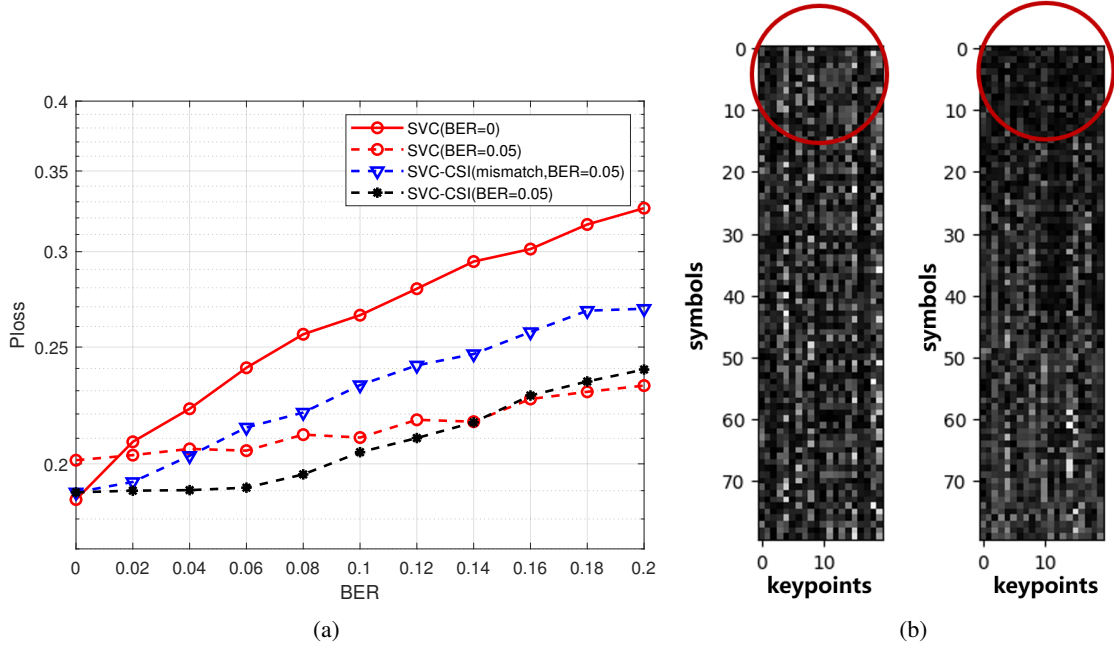 0.4
0.35
0.3
0.25
0.2
Ploss
SVC(BER=0)
SVC(BER=0.05)
SVC-CSI(mismatch,BER=0.05)
SVC-CSI(BER=0.05)
0 0.02 0.04 0.06 0.08 0.1 0.12 0.14 0.16 0.18 0.2
BER
(a)
0
10
20
30
40
50
60
70
symbols
0 10
keypoints
0
10
20
30
40
50
60
70
symbols
0 10
keypoints
(b)